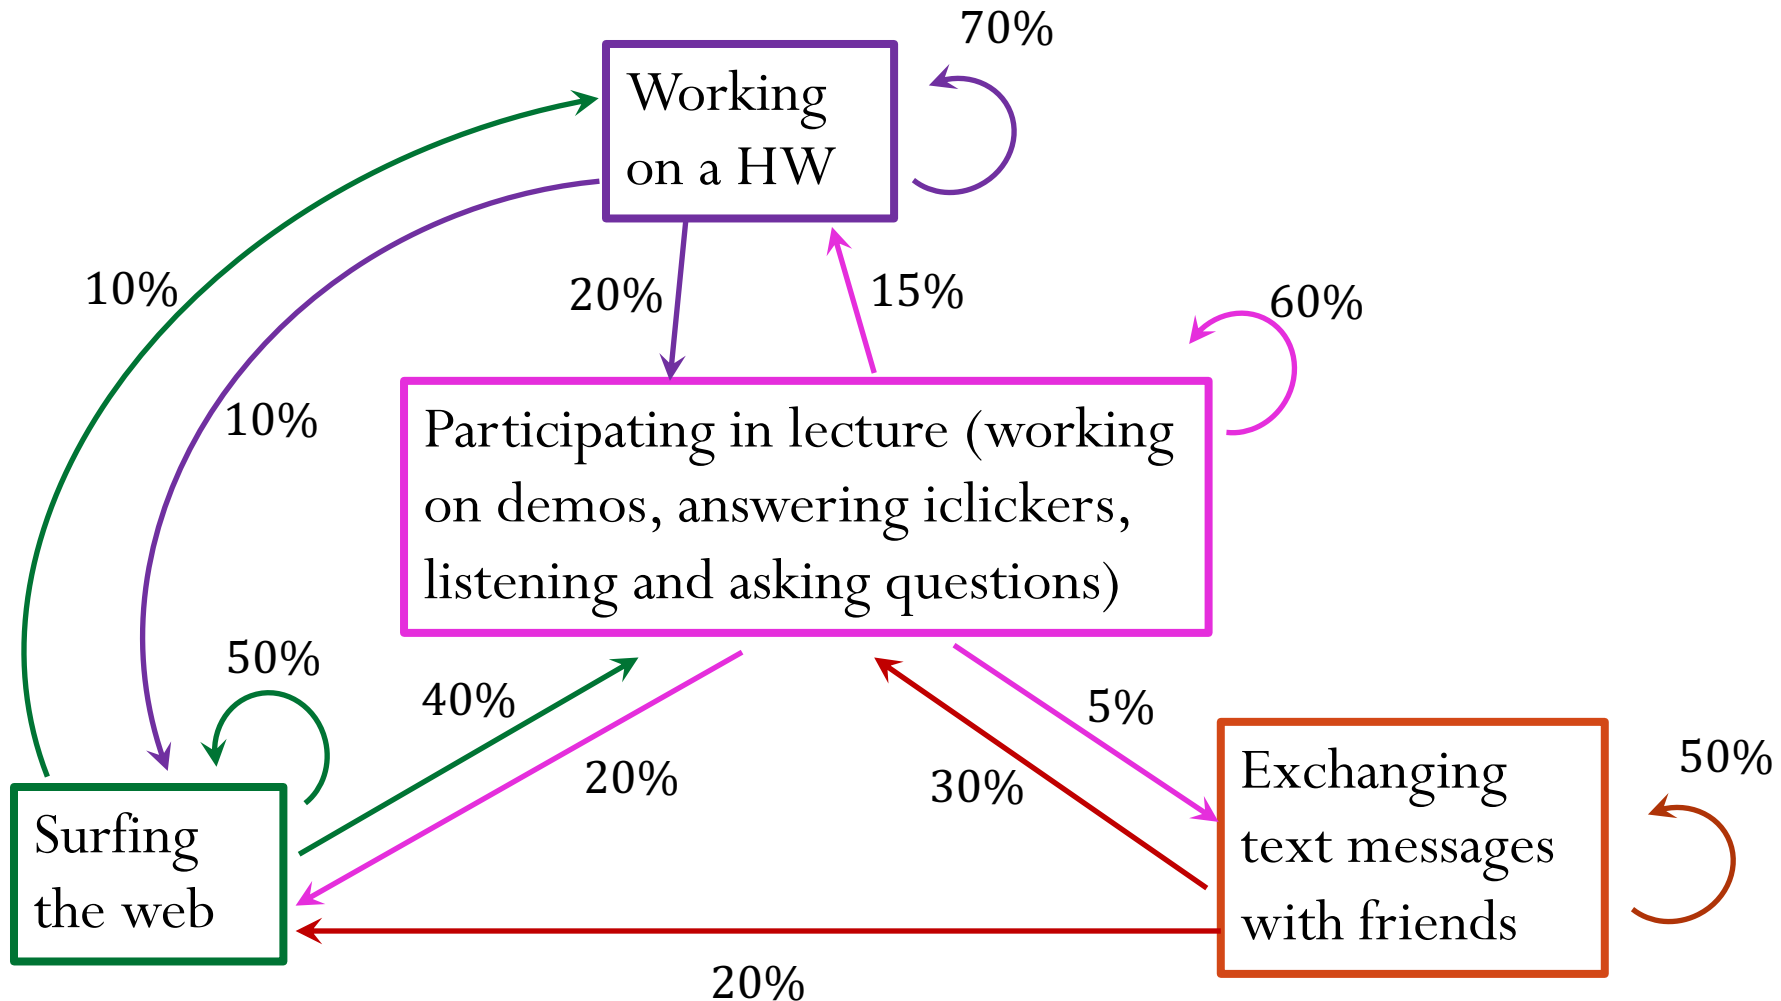 70%
Working
on a HW
10%
20%
15%
60%
10%
Participating in lecture (working
on demos, answering iclickers,
listening and asking questions)
50%
40%
20%
5%
30%
50%
Surfing
the web
Exchanging
text messages
with friends
20%